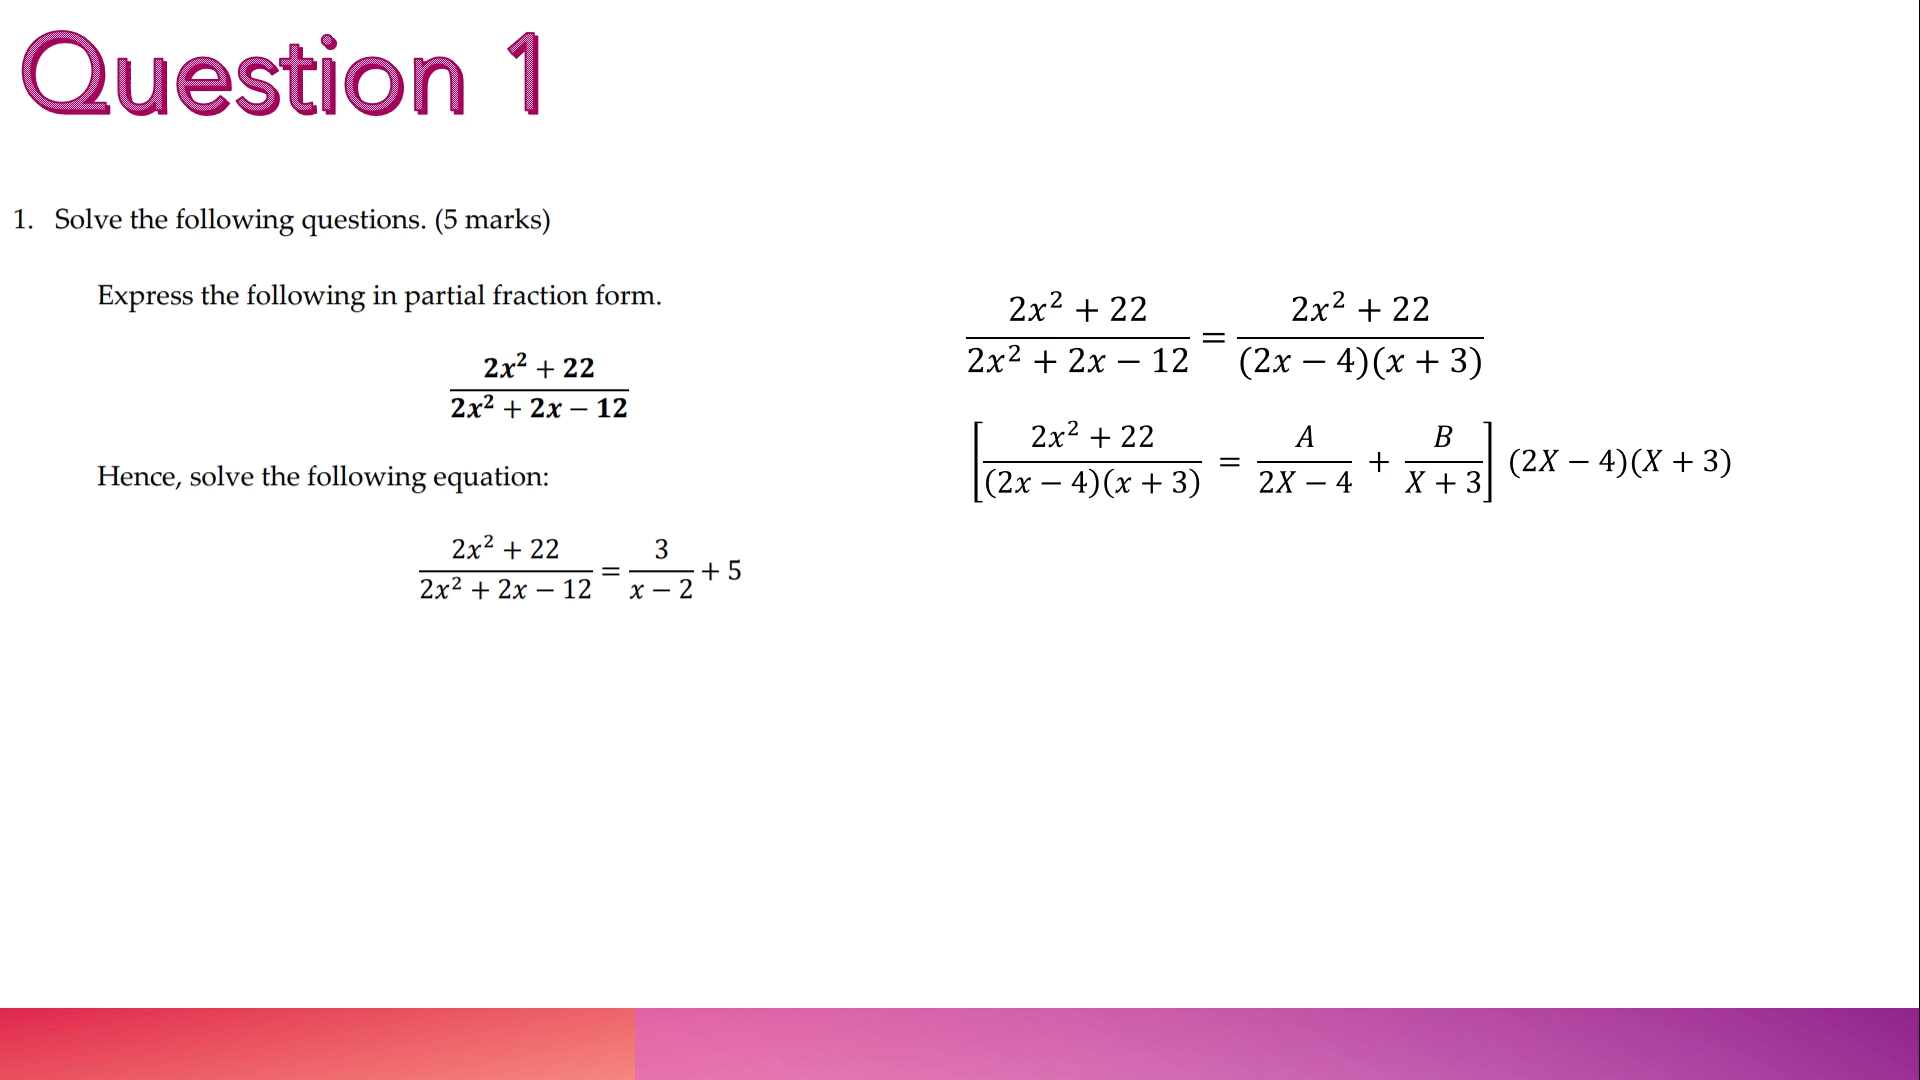 Question 1
1. Solve the following questions. (5 marks)
Express the following in partial fraction form.
2x² + 22
2x² + 2x − 12
Hence, solve the following equation:
2x² + 22 / 2x² + 2x − 12 = 3 / x − 2 + 5
2x² + 22 / 2x² + 2x − 12 = 2x² + 22 / (2x − 4)(x + 3)
[2x² + 22 / (2x − 4)(x + 3) = A / 2X − 4 + B / X + 3] (2X − 4)(X + 3)